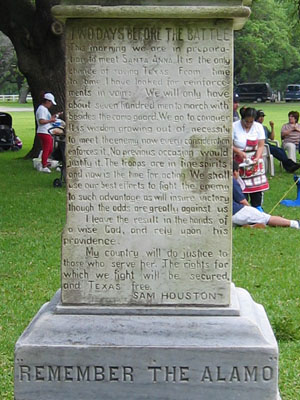 TWO DAYS BEFORE THE BATTLE
This morning we are in prepara-
tion to meet SANTA ANNA. It is the only
chance of saving TEXAS. From time
to time I have looked for reinforce-
ments in vain. We will only have
about seven hundred men to march with
besides the camp guard. We go to conquer.
It is wisdom growing out of necessity
to meet the enemy now every consideration
enforces it. No previous occasion would
justify it. The troops are in fine spirits
and now is the time for action. We shall
use our best efforts to fight the enemy
to such advantage as will insure victory
though the odds are greatly against us
I leave the result in the hands of
a wise God, and rely upon his
providence.
My country will do justice to
those who serve her. The rights for
which we fight will be secured,
and TEXAS free.
SAM HOUSTON
REMEMBER THE ALAMO